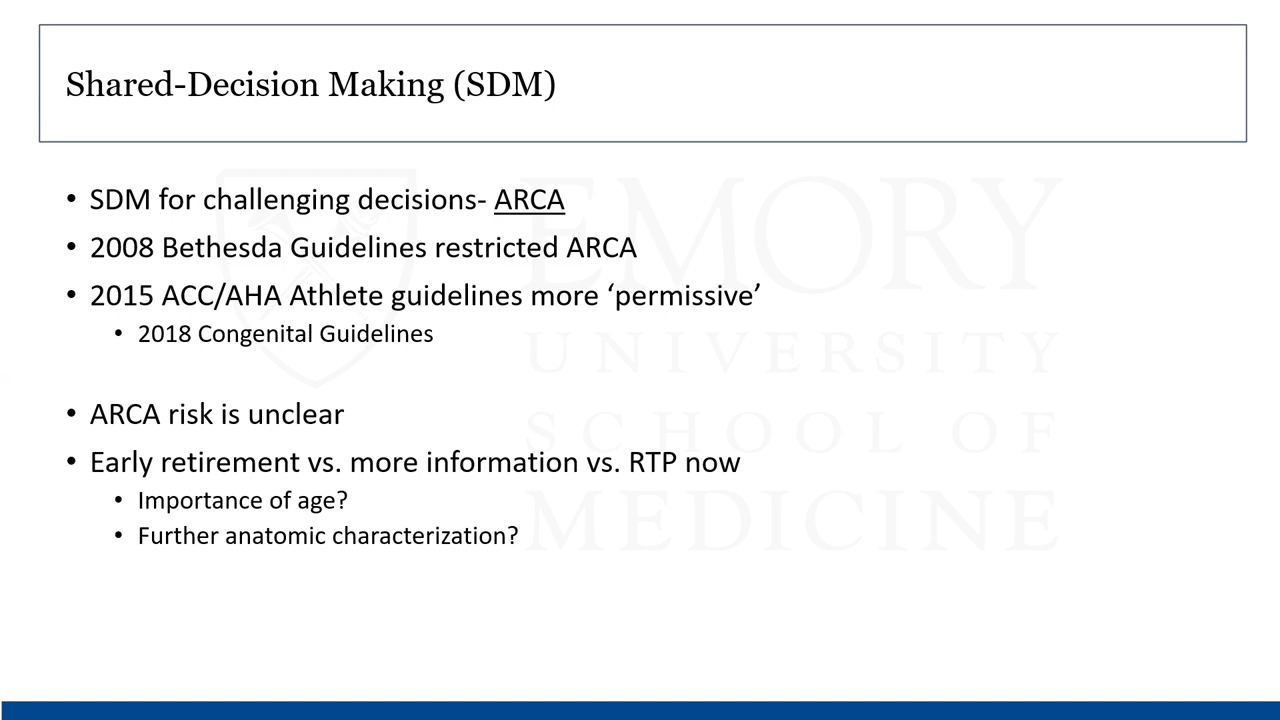 Shared-Decision Making (SDM)
• SDM for challenging decisions- ARCA
• 2008 Bethesda Guidelines restricted ARCA
• 2015 ACC/AHA Athlete guidelines more ‘permissive’
• 2018 Congenital Guidelines
• ARCA risk is unclear
• Early retirement vs. more information vs. RTP now
• Importance of age?
• Further anatomic characterization?
EMORY
UNIVERSITY
SCHOOL OF
MEDICINE